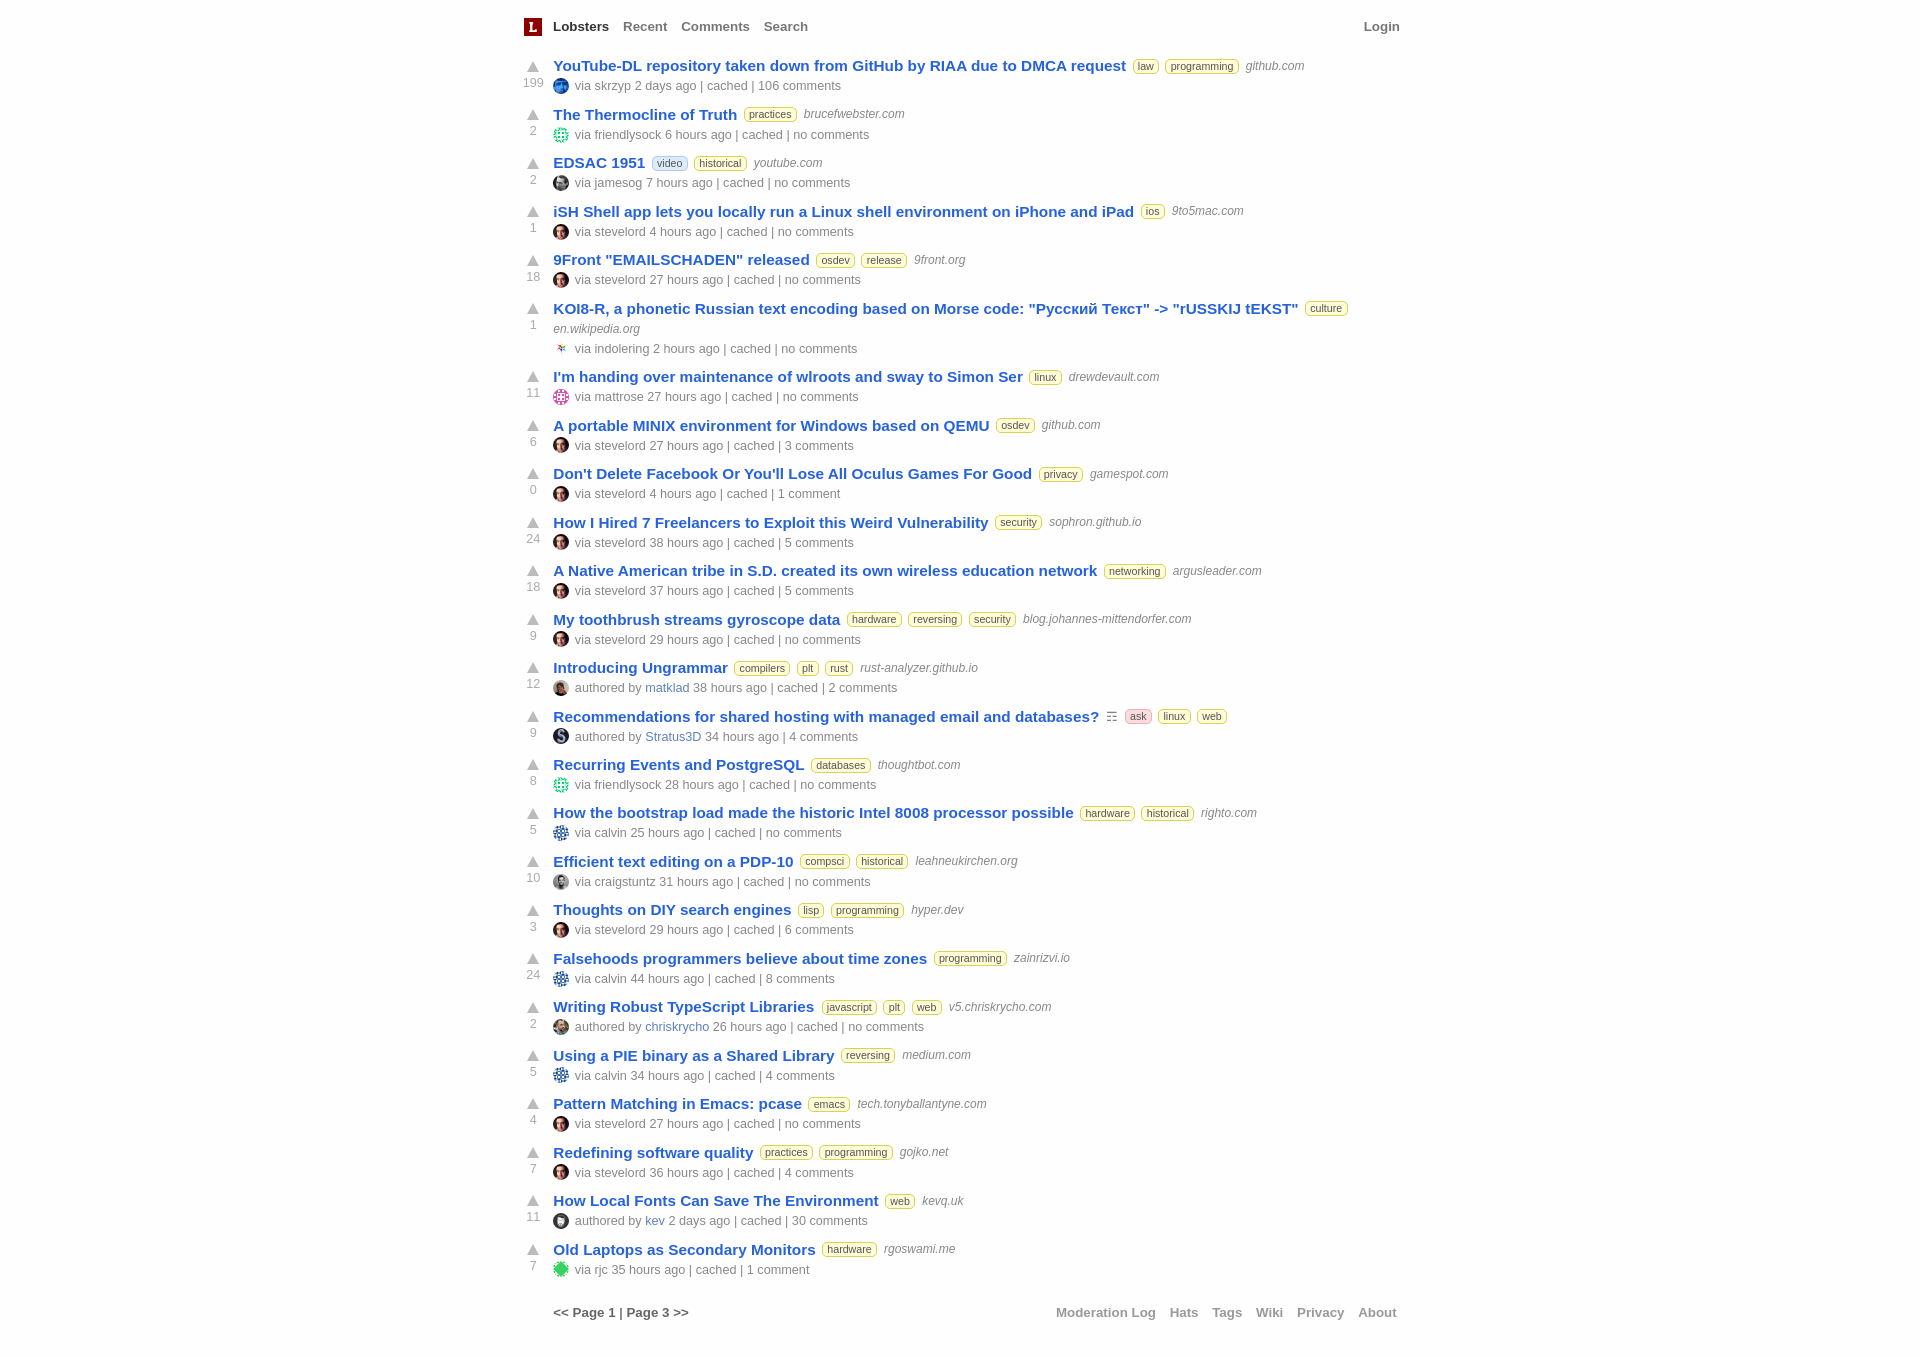 L Lobsters Recent Comments Search Login
YouTube-DL repository taken down from GitHub by RIAA due to DMCA request law programming github.com
199 via skrzyp 2 days ago | cached | 106 comments
The Thermocline of Truth practices brucefwebster.com
2 via friendlysock 6 hours ago | cached | no comments
EDSAC 1951 video historical youtube.com
2 via jamesog 7 hours ago | cached | no comments
iSH Shell app lets you locally run a Linux shell environment on iPhone and iPad ios 9to5mac.com
1 via stevelord 4 hours ago | cached | no comments
9Front "EMAILSCHADEN" released osdev release 9front.org
18 via stevelord 27 hours ago | cached | no comments
KOI8-R, a phonetic Russian text encoding based on Morse code: "Русский Текст" -> "rUSSKIJ tEKST" culture
1 en.wikipedia.org
via indolering 2 hours ago | cached | no comments
I'm handing over maintenance of wlroots and sway to Simon Ser linux drewdevault.com
11 via mattrose 27 hours ago | cached | no comments
A portable MINIX environment for Windows based on QEMU osdev github.com
6 via stevelord 27 hours ago | cached | 3 comments
Don't Delete Facebook Or You'll Lose All Oculus Games For Good privacy gamespot.com
0 via stevelord 4 hours ago | cached | 1 comment
How I Hired 7 Freelancers to Exploit this Weird Vulnerability security sophron.github.io
24 via stevelord 38 hours ago | cached | 5 comments
A Native American tribe in S.D. created its own wireless education network networking argusleader.com
18 via stevelord 37 hours ago | cached | 5 comments
My toothbrush streams gyroscope data hardware reversing security blog.johannes-mittendorfer.com
9 via stevelord 29 hours ago | cached | no comments
Introducing Ungrammar compilers plt rust rust-analyzer.github.io
12 authored by matklad 38 hours ago | cached | 2 comments
Recommendations for shared hosting with managed email and databases? ☶ ask linux web
9 authored by Stratus3D 34 hours ago | 4 comments
Recurring Events and PostgreSQL databases thoughtbot.com
8 via friendlysock 28 hours ago | cached | no comments
How the bootstrap load made the historic Intel 8008 processor possible hardware historical righto.com
5 via calvin 25 hours ago | cached | no comments
Efficient text editing on a PDP-10 compsci historical leahneukirchen.org
10 via craigstuntz 31 hours ago | cached | no comments
Thoughts on DIY search engines lisp programming hyper.dev
3 via stevelord 29 hours ago | cached | 6 comments
Falsehoods programmers believe about time zones programming zainrizvi.io
24 via calvin 44 hours ago | cached | 8 comments
Writing Robust TypeScript Libraries javascript plt web v5.chriskrycho.com
2 authored by chriskrycho 26 hours ago | cached | no comments
Using a PIE binary as a Shared Library reversing medium.com
5 via calvin 34 hours ago | cached | 4 comments
Pattern Matching in Emacs: pcase emacs tech.tonyballantyne.com
4 via stevelord 27 hours ago | cached | no comments
Redefining software quality practices programming gojko.net
7 via stevelord 36 hours ago | cached | 4 comments
How Local Fonts Can Save The Environment web kevq.uk
11 authored by kev 2 days ago | cached | 30 comments
Old Laptops as Secondary Monitors hardware rgoswami.me
7 via rjc 35 hours ago | cached | 1 comment
<< Page 1 | Page 3 >> Moderation Log Hats Tags Wiki Privacy About